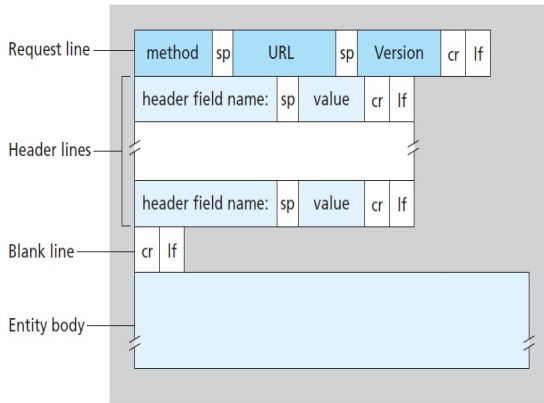 Request line method sp URL sp Version cr lf
header field name: sp value cr lf
Header lines
header field name: sp value cr lf
Blank line cr lf
Entity body